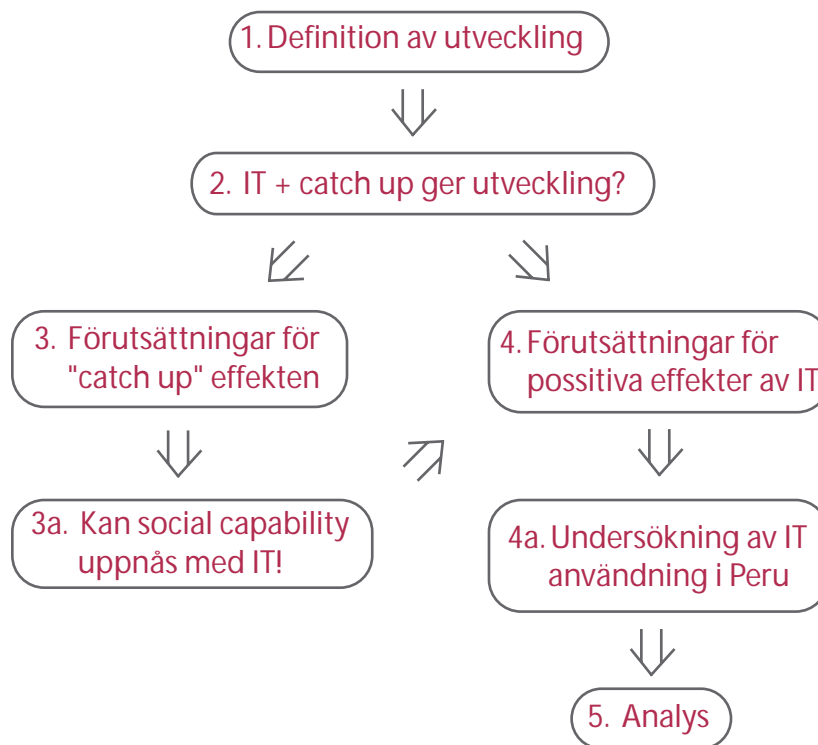 1. Definition av utveckling
2. IT + catch up ger utveckling?
3. Förutsättningar för
"catch up" effekten
4. Förutsättningar för
possitiva effekter av IT
3a. Kan social capability
uppnås med IT!
4a. Undersökning av IT
användning i Peru
5. Analys